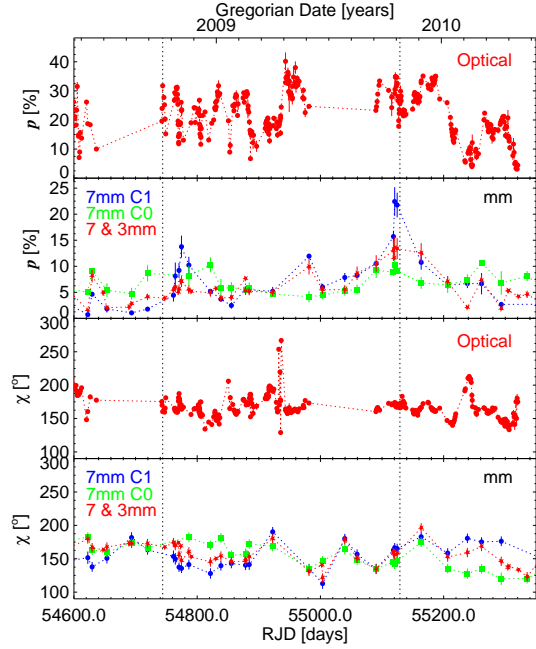 Gregorian Date [years]
2009 2010
40
30
20
10
0
p [%]
Optical
25
20
15
10
5
0
p [%]
7mm C1
7mm C0
7 & 3mm
mm
300
250
200
150
100
χ [°]
Optical
300
250
200
150
100
χ [°]
7mm C1
7mm C0
7 & 3mm
mm
54600.0 54800.0 55000.0 55200.0
RJD [days]